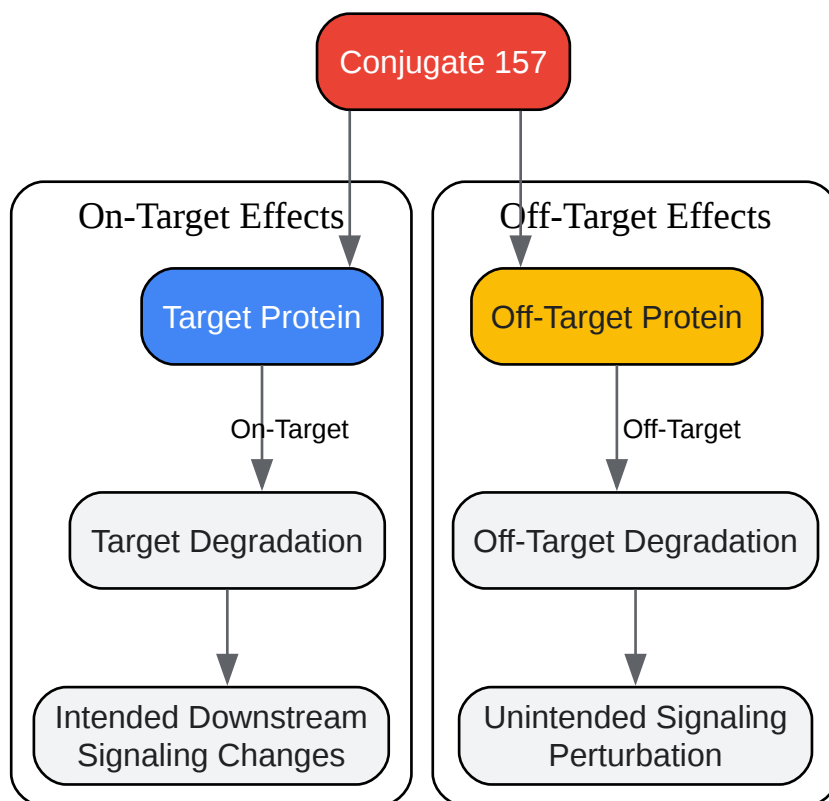 Conjugate 157
On-Target Effects
Off-Target Effects
Target Protein
Off-Target Protein
On-Target
Off-Target
Target Degradation
Off-Target Degradation
Intended Downstream
Signaling Changes
Unintended Signaling
Perturbation